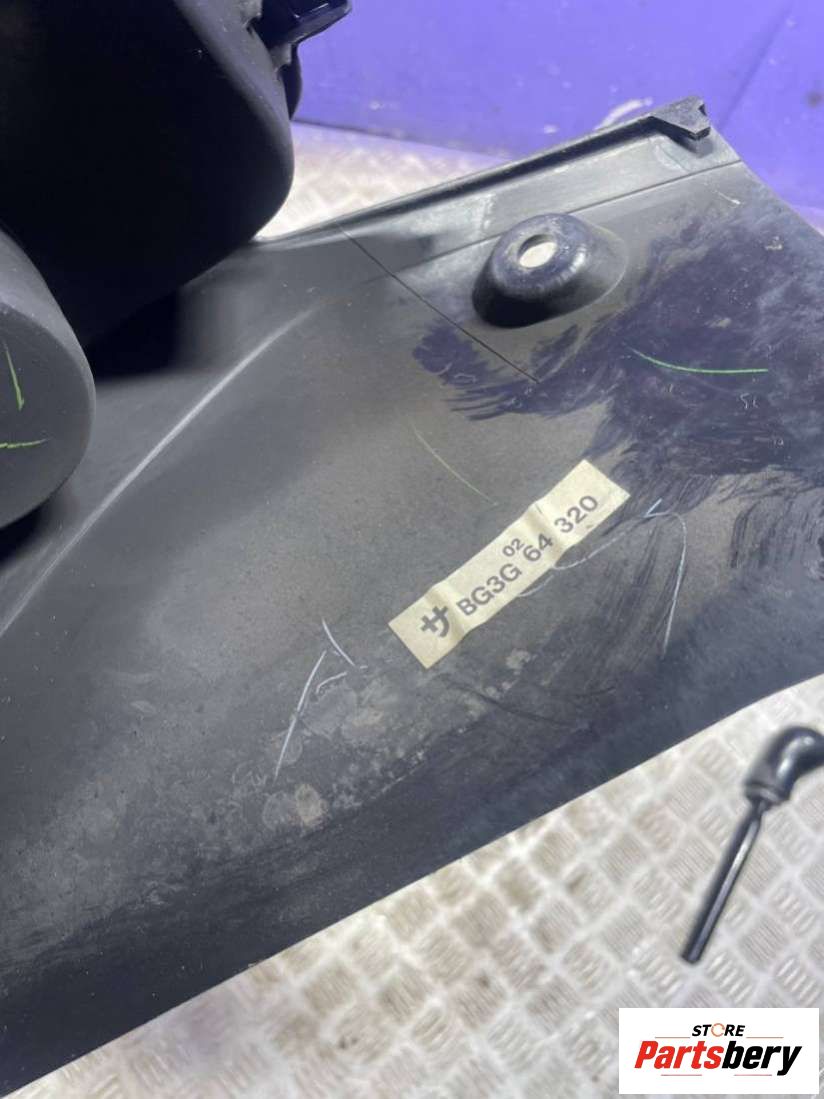 サ BG3G 02 64 320
STORE
Partsbery